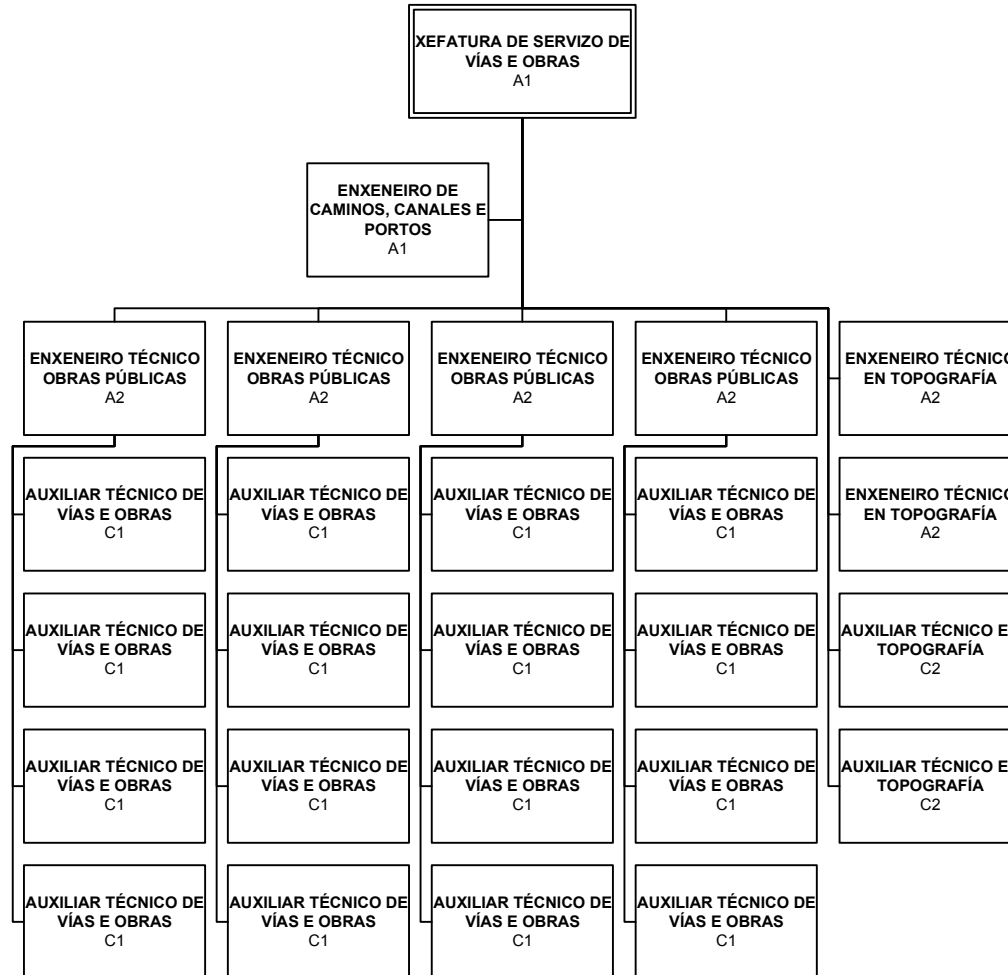 XEFATURA DE SERVIZO DE
VÍAS E OBRAS
A1
ENXENEIRO DE
CAMINOS, CANALES E
PORTOS
A1
ENXENEIRO TÉCNICO
OBRAS PÚBLICAS
A2
ENXENEIRO TÉCNICO
OBRAS PÚBLICAS
A2
ENXENEIRO TÉCNICO
OBRAS PÚBLICAS
A2
ENXENEIRO TÉCNICO
OBRAS PÚBLICAS
A2
ENXENEIRO TÉCNICO
EN TOPOGRAFÍA
A2
AUXILIAR TÉCNICO DE
VÍAS E OBRAS
C1
AUXILIAR TÉCNICO DE
VÍAS E OBRAS
C1
AUXILIAR TÉCNICO DE
VÍAS E OBRAS
C1
AUXILIAR TÉCNICO DE
VÍAS E OBRAS
C1
ENXENEIRO TÉCNICO
EN TOPOGRAFÍA
A2
AUXILIAR TÉCNICO DE
VÍAS E OBRAS
C1
AUXILIAR TÉCNICO DE
VÍAS E OBRAS
C1
AUXILIAR TÉCNICO DE
VÍAS E OBRAS
C1
AUXILIAR TÉCNICO DE
VÍAS E OBRAS
C1
AUXILIAR TÉCNICO E
TOPOGRAFÍA
C2
AUXILIAR TÉCNICO DE
VÍAS E OBRAS
C1
AUXILIAR TÉCNICO DE
VÍAS E OBRAS
C1
AUXILIAR TÉCNICO DE
VÍAS E OBRAS
C1
AUXILIAR TÉCNICO DE
VÍAS E OBRAS
C1
AUXILIAR TÉCNICO E
TOPOGRAFÍA
C2
AUXILIAR TÉCNICO DE
VÍAS E OBRAS
C1
AUXILIAR TÉCNICO DE
VÍAS E OBRAS
C1
AUXILIAR TÉCNICO DE
VÍAS E OBRAS
C1
AUXILIAR TÉCNICO DE
VÍAS E OBRAS
C1